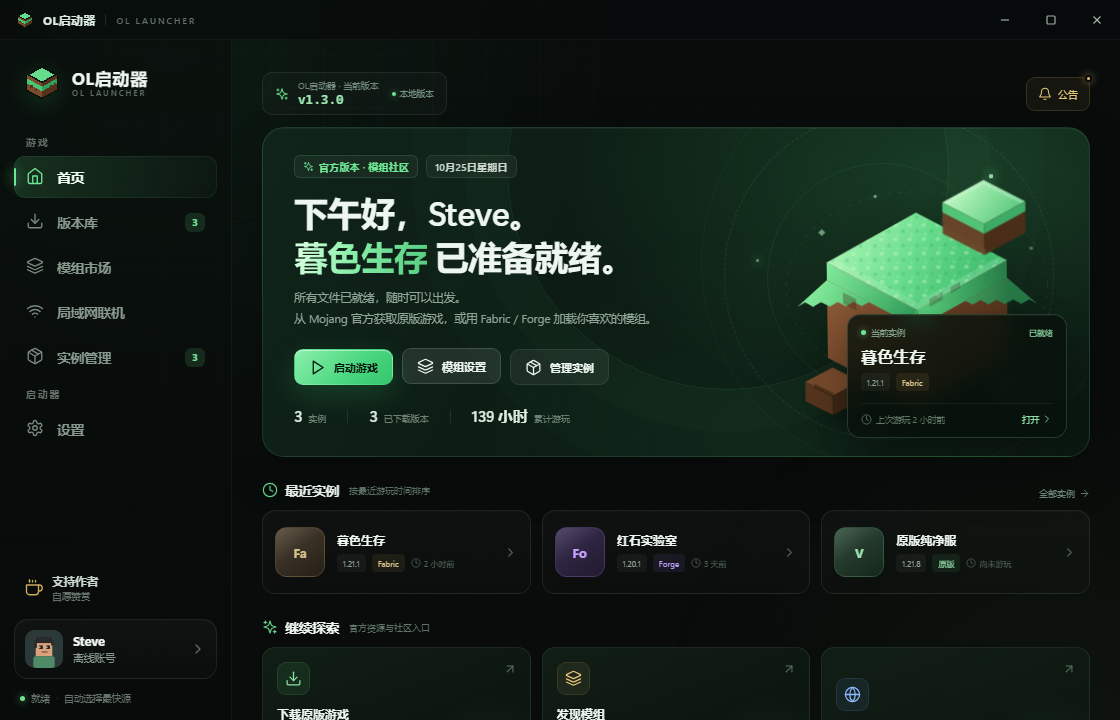 OL启动器 OL LAUNCHER
OL启动器
OL LAUNCHER
游戏
首页
版本库 3
模组市场
局域网联机
实例管理 3
启动器
设置
支持作者
自愿赞赏
Steve
离线账号
就绪 · 自动选择最快源
OL启动器 · 当前版本
v1.3.0
本地版本
公告
官方版本 · 模组社区
10月25日星期日
下午好，Steve。
暮色生存 已准备就绪。
所有文件已就绪，随时可以出发。
从 Mojang 官方获取原版游戏，或用 Fabric / Forge 加载你喜欢的模组。
启动游戏
模组设置
管理实例
3 实例
3 已下载版本
139 小时 累计游玩
当前实例
已就绪
暮色生存
1.21.1 Fabric
上次游玩 2 小时前
打开
最近实例 按最近游玩时间排序
全部实例
Fa
暮色生存
1.21.1 Fabric 2 小时前
Fo
红石实验室
1.20.1 Forge 3 天前
V
原版纯净服
1.21.8 原版 尚未游玩
继续探索 官方资源与社区入口
下载原版游戏
发现模组